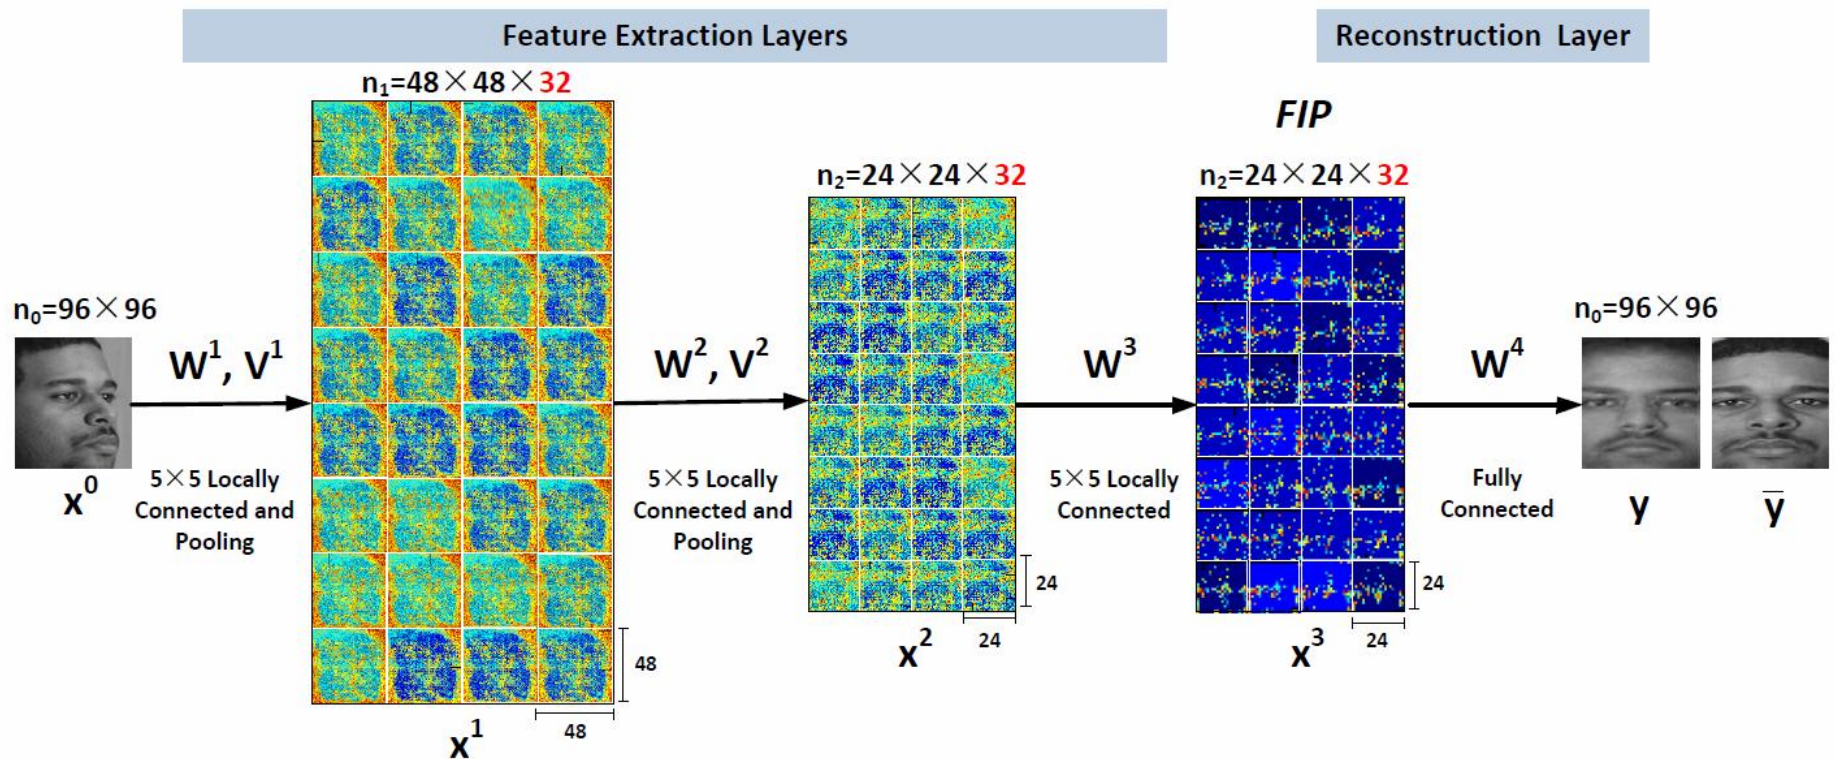 Feature Extraction Layers
Reconstruction Layer
n₁=48×48×32
FIP
n₂=24×24×32
n₂=24×24×32
n₀=96×96
n₀=96×96
W¹, V¹
W², V²
W³
W⁴
5×5 Locally
Connected and
Pooling
5×5 Locally
Connected and
Pooling
5×5 Locally
Connected
Fully
Connected
x⁰
y
y̅
24
24
24
24
x²
x³
48
48
x¹